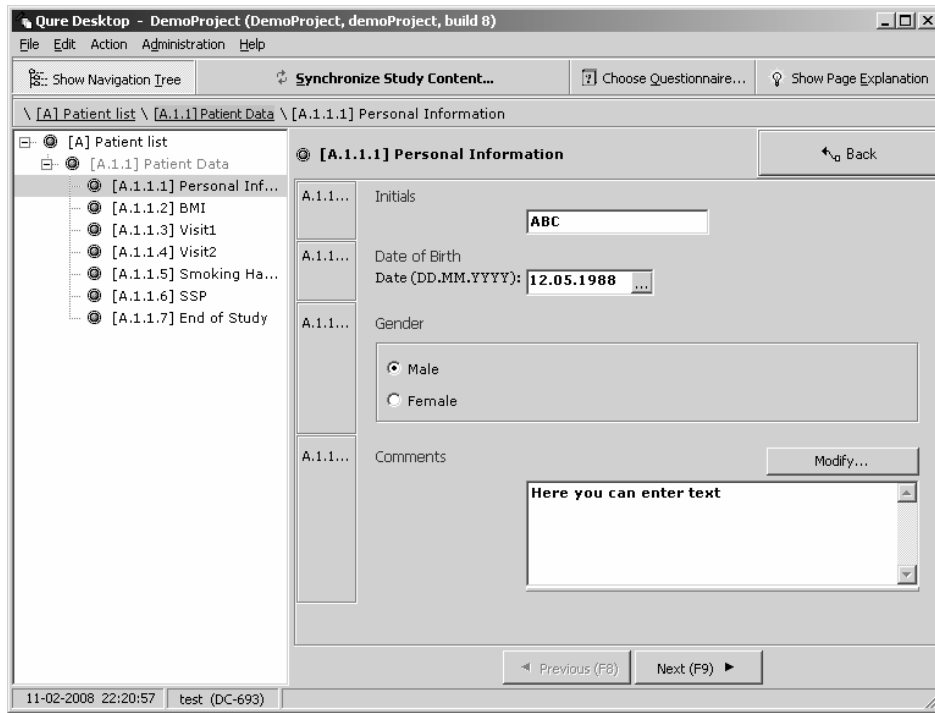 Qure Desktop - DemoProject (DemoProject, demoProject, build 8)
File Edit Action Administration Help
Show Navigation Tree Synchronize Study Content... Choose Questionnaire... Show Page Explanation
\ [A] Patient list \ [A.1.1] Patient Data \ [A.1.1.1] Personal Information
[A] Patient list
[A.1.1] Patient Data
[A.1.1.1] Personal Inf...
[A.1.1.2] BMI
[A.1.1.3] Visit1
[A.1.1.4] Visit2
[A.1.1.5] Smoking Ha...
[A.1.1.6] SSP
[A.1.1.7] End of Study
[A.1.1.1] Personal Information
Back
A.1.1... Initials
ABC
A.1.1... Date of Birth
Date (DD.MM.YYYY): 12.05.1988 ...
A.1.1... Gender
Male
Female
A.1.1... Comments
Modify...
Here you can enter text
Previous (F8) Next (F9)
11-02-2008 22:20:57 test (DC-693)